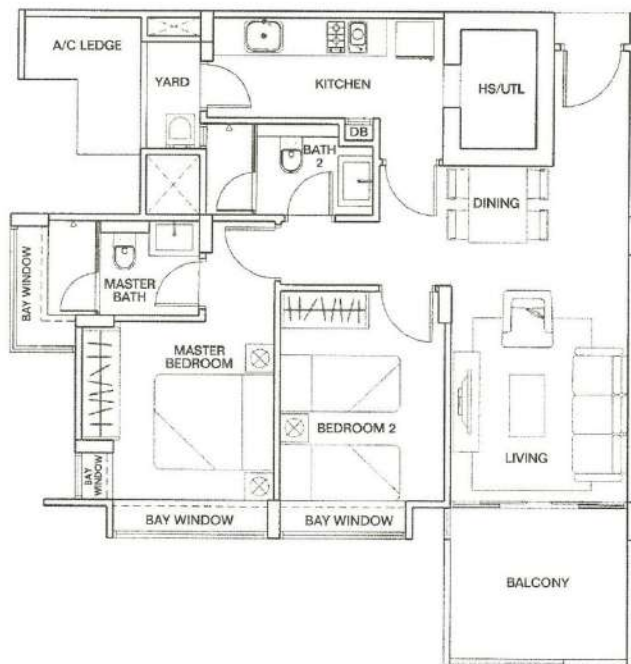 A/C LEDGE
YARD
KITCHEN
HS/UTL
DB
BATH
2
DINING
BAY WINDOW
MASTER
BATH
MASTER
BEDROOM
BEDROOM 2
LIVING
BAY
WINDOW
BAY WINDOW
BAY WINDOW
BALCONY